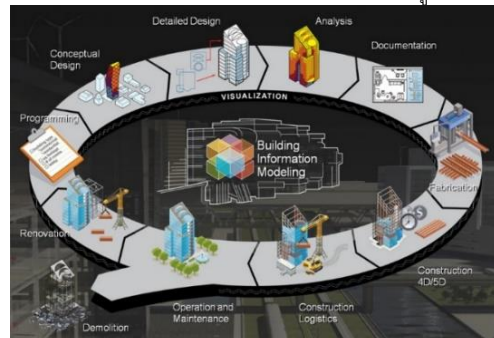 Detailed Design
Analysis
Conceptual
Design
Documentation
VISUALIZATION
Programming
Building
Information
Modeling
Fabrication
Renovation
Construction
4D/5D
Operation and
Maintenance
Construction
Logistics
Demolition